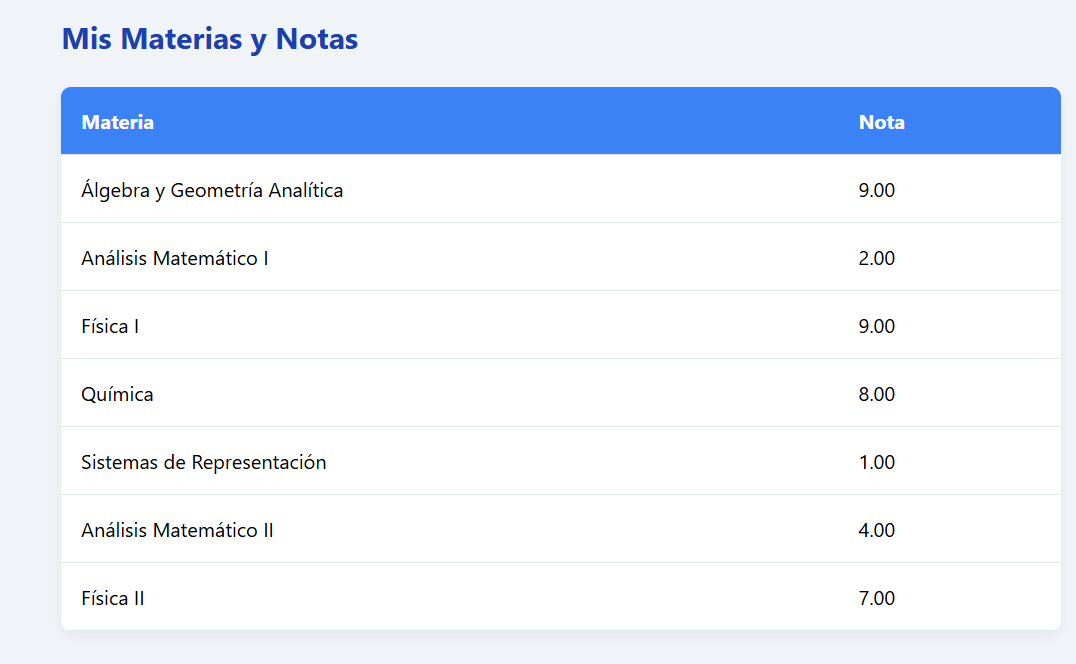 Mis Materias y Notas
Materia Nota
Álgebra y Geometría Analítica 9.00
Análisis Matemático I 2.00
Física I 9.00
Química 8.00
Sistemas de Representación 1.00
Análisis Matemático II 4.00
Física II 7.00